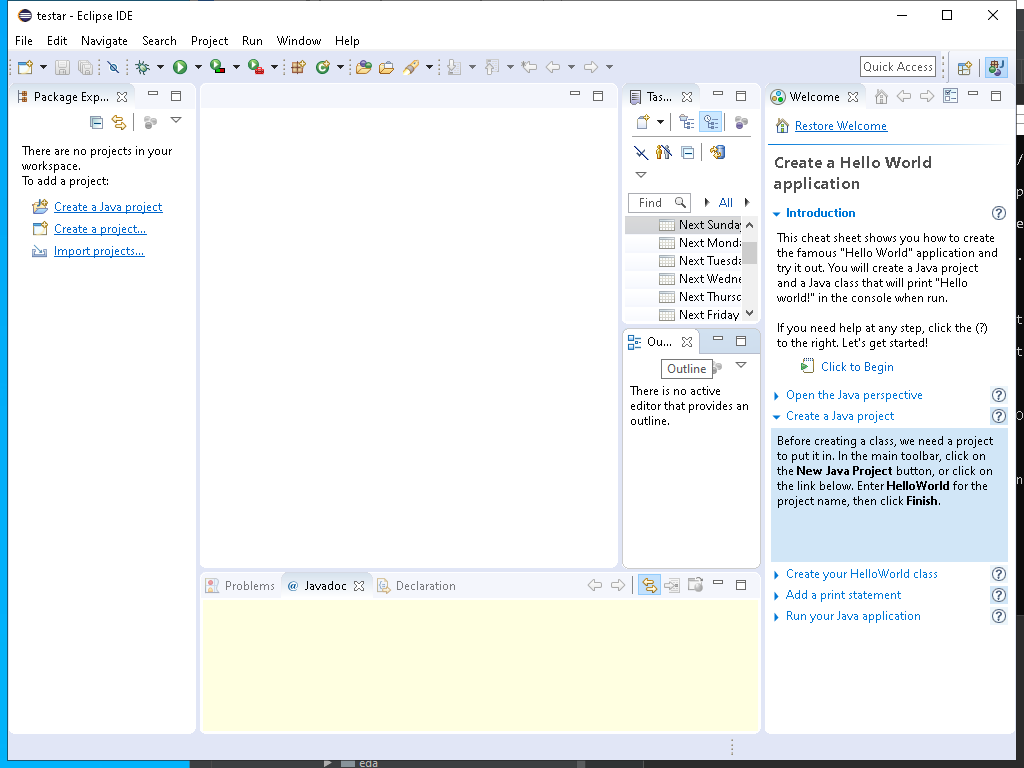 testar - Eclipse IDE
File Edit Navigate Search Project Run Window Help
Quick Access
Package Exp...
There are no projects in your
workspace.
To add a project:
Create a Java project
Create a project...
Import projects...
Tas...
Find
All
Next Sunday
Next Monda
Next Tuesda
Next Wedne
Next Thursd
Next Friday
Ou...
Outline
There is no active
editor that provides an
outline.
Problems
@ Javadoc
Declaration
Welcome
Restore Welcome
Create a Hello World
application
Introduction
This cheat sheet shows you how to create
the famous "Hello World" application and
try it out. You will create a Java project
and a Java class that will print "Hello
world!" in the console when run.
If you need help at any step, click the (?)
to the right. Let's get started!
Click to Begin
Open the Java perspective
Create a Java project
Before creating a class, we need a project
to put it in. In the main toolbar, click on
the New Java Project button, or click on
the link below. Enter HelloWorld for the
project name, then click Finish.
Create your HelloWorld class
Add a print statement
Run your Java application
eda